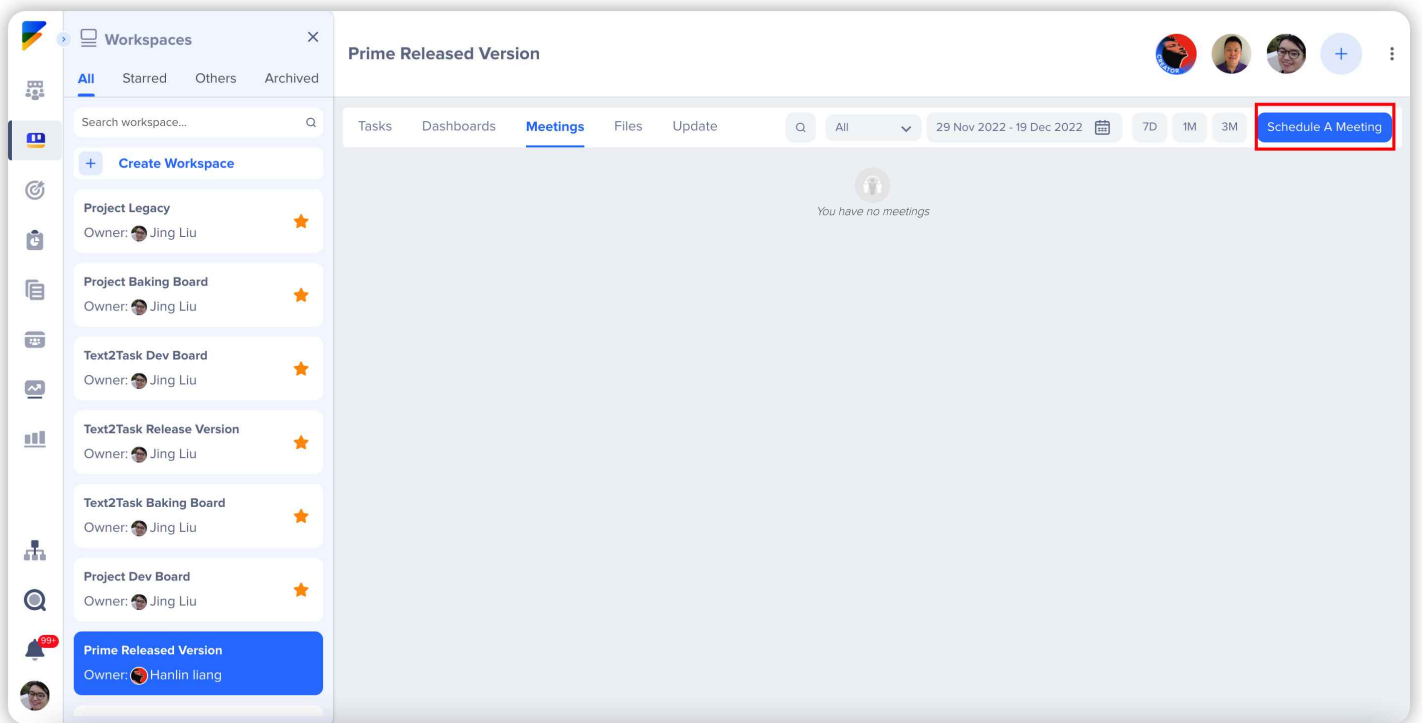 Workspaces
All Starred Others Archived
Search workspace...
+ Create Workspace
Project Legacy
Owner: Jing Liu
Project Baking Board
Owner: Jing Liu
Text2Task Dev Board
Owner: Jing Liu
Text2Task Release Version
Owner: Jing Liu
Text2Task Baking Board
Owner: Jing Liu
Project Dev Board
Owner: Jing Liu
Prime Released Version
Owner: Hanlin liang
99+
Prime Released Version
CREATOR
+
Tasks Dashboards Meetings Files Update All 29 Nov 2022 - 19 Dec 2022 7D 1M 3M Schedule A Meeting
You have no meetings